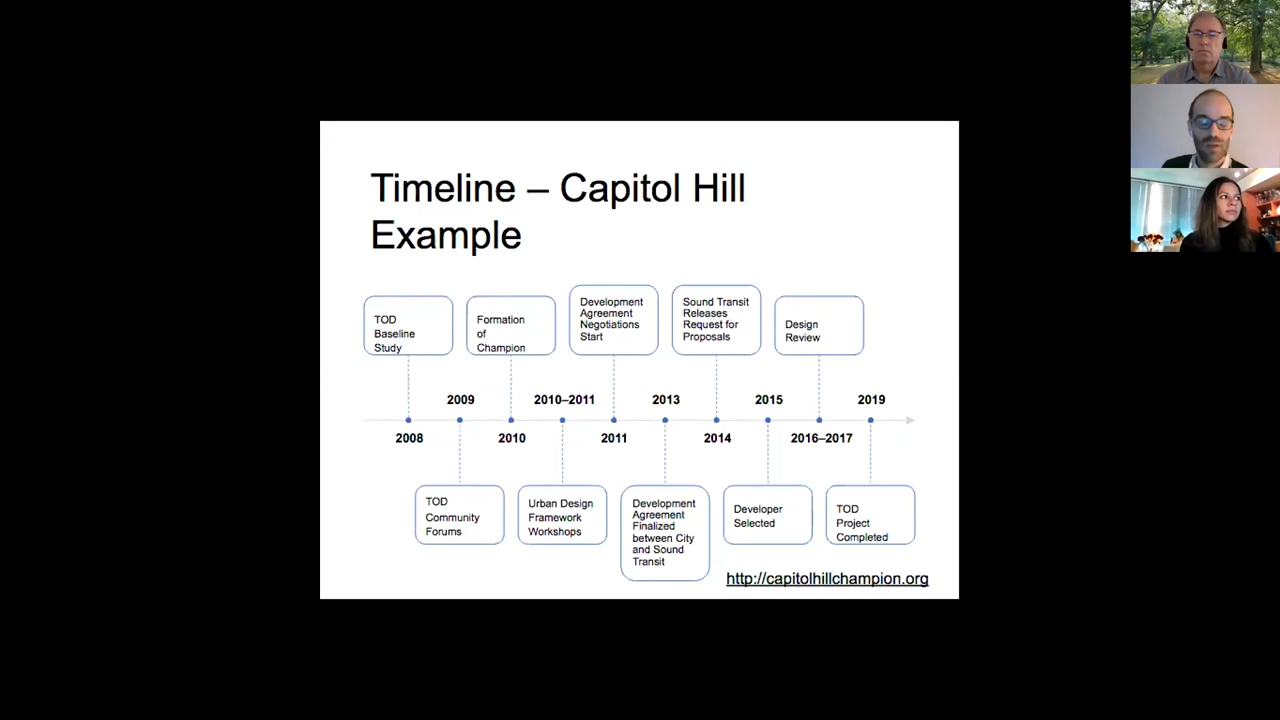 Timeline – Capitol Hill
Example
TOD
Baseline
Study
Formation
of
Champion
Development
Agreement
Negotiations
Start
Sound Transit
Releases
Request for
Proposals
Design
Review
2009
2010–2011
2013
2015
2019
2008
2010
2011
2014
2016–2017
TOD
Community
Forums
Urban Design
Framework
Workshops
Development
Agreement
Finalized
between City
and Sound
Transit
Developer
Selected
TOD
Project
Completed
http://capitolhillchampion.org